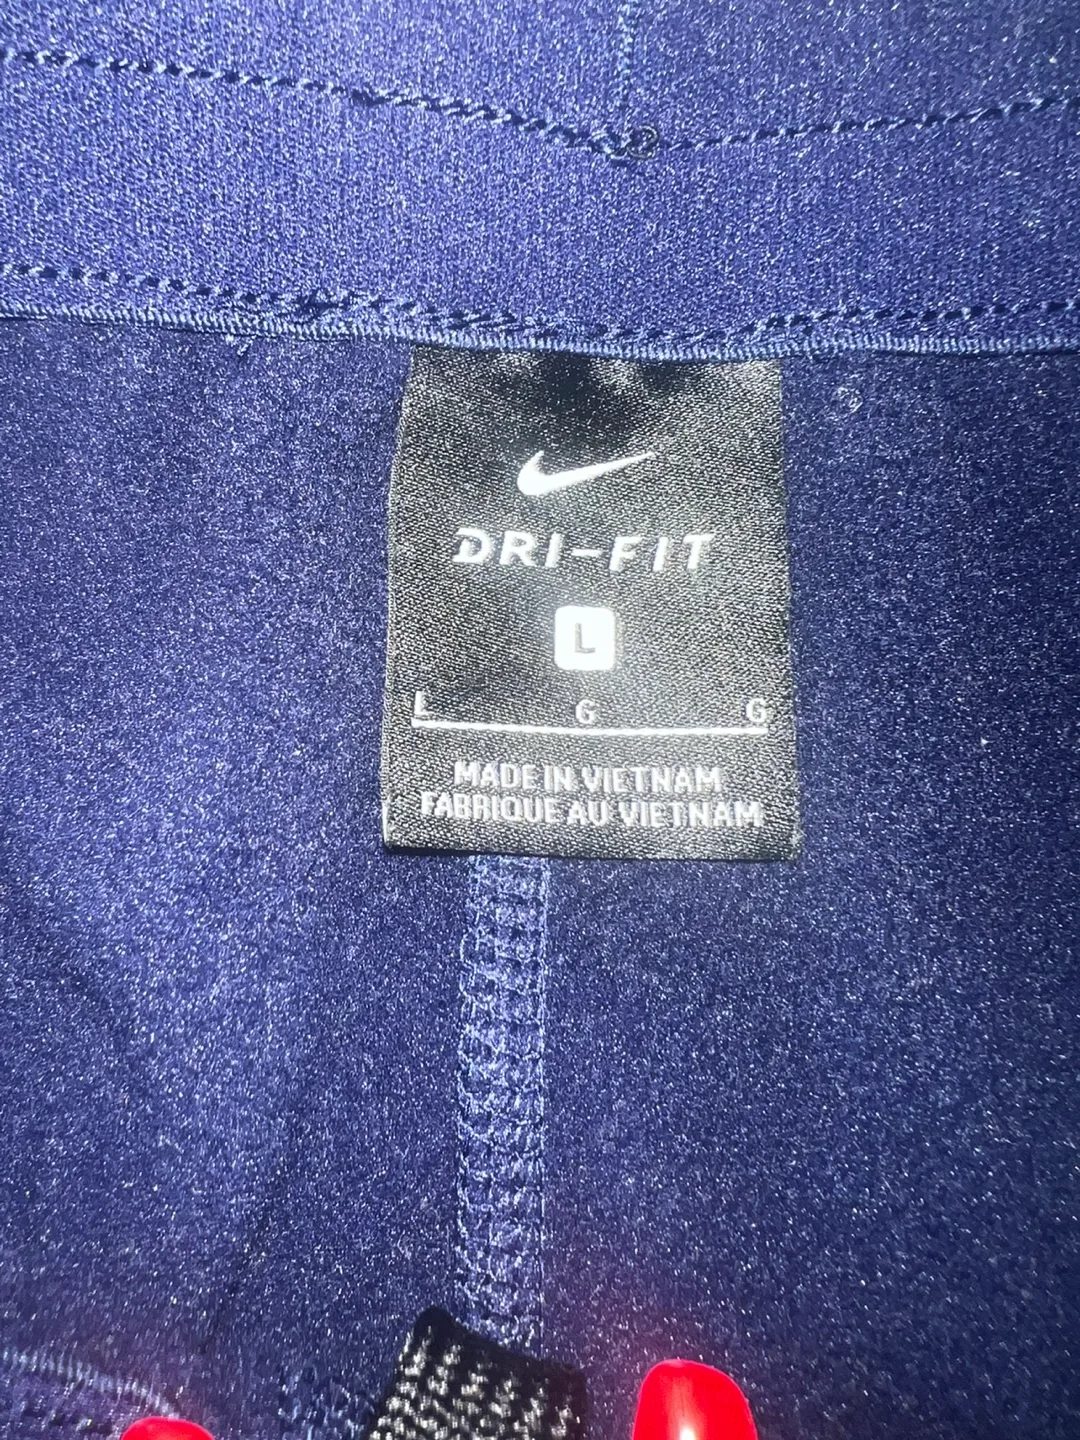 DRI-FIT
L
L G G
MADE IN VIETNAM
FABRIQUE AU VIETNAM